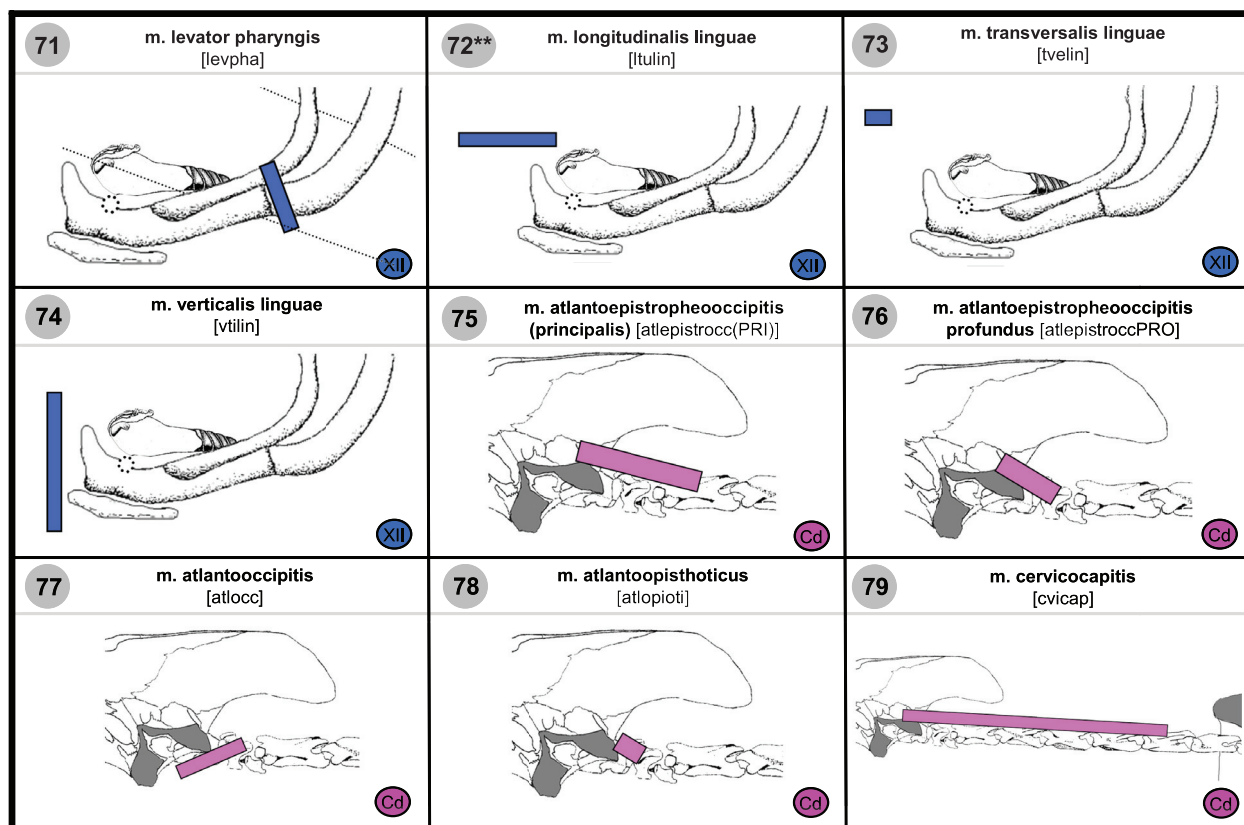 71
m. levator pharyngis
[levpha]
XII
72**
m. longitudinalis linguae
[ltulin]
XII
73
m. transversalis linguae
[tvelin]
XII
74
m. verticalis linguae
[vtilin]
XII
75
m. atlantoepistropheooccipitis
(principalis) [atlepistrocc(PRI)]
Cd
76
m. atlantoepistropheooccipitis
profundus [atlepistroccPRO]
Cd
77
m. atlantooccipitis
[atlocc]
Cd
78
m. atlantoopisthoticus
[atlopioti]
Cd
79
m. cervicocapitis
[cvicap]
Cd